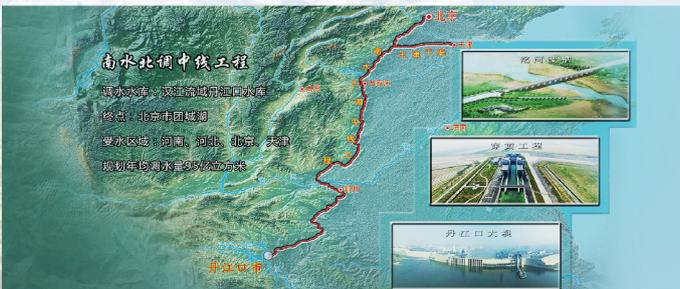 南水北调中线工程
调水水库：汉江流域丹江口水库
终点：北京市团城湖
受水区域：河南、河北、北京、天津
规划年均调水量95亿立方米
北京
天津
穿黄工程
丹江口大坝
丹江口市